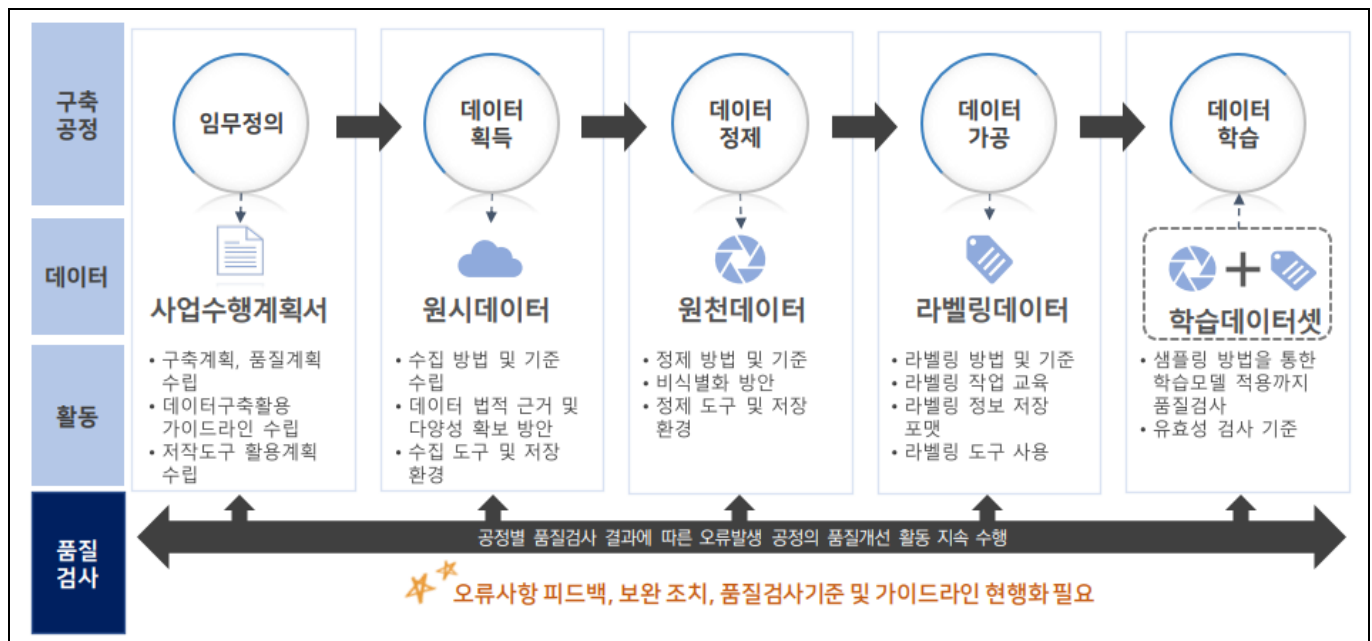 구축
공정
임무정의
데이터
획득
데이터
정제
데이터
가공
데이터
학습
데이터
사업수행계획서
원시데이터
원천데이터
라벨링데이터
학습데이터셋
활동
• 구축계획, 품질계획
수립
• 데이터구축활용
가이드라인 수립
• 저작도구 활용계획
수립
• 수집 방법 및 기준
수립
• 데이터 법적 근거 및
다양성 확보 방안
• 수집 도구 및 저장
환경
• 정제 방법 및 기준
• 비식별화 방안
• 정제 도구 및 저장
환경
• 라벨링 방법 및 기준
• 라벨링 작업 교육
• 라벨링 정보 저장
포맷
• 라벨링 도구 사용
• 샘플링 방법을 통한
학습모델 적용까지
품질검사
• 유효성 검사 기준
품질
검사
공정별 품질검사 결과에 따른 오류발생 공정의 품질개선 활동 지속 수행
오류사항 피드백, 보완 조치, 품질검사기준 및 가이드라인 현행화 필요